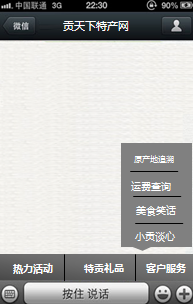 中国联通 3G 22:30 90%
微信 贡天下特产网
原产地追溯
运费查询
美食笑话
小贡谈心
热力活动 特贡礼品 客户服务
按住 说话